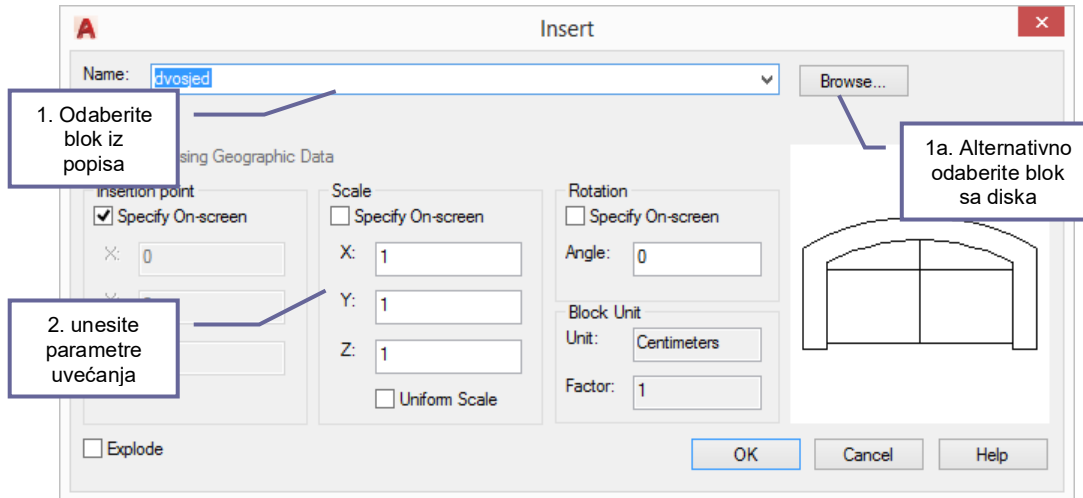 Insert
Name: dvosjed Browse...
1. Odaberite
blok iz
popisa
1a. Alternativno
odaberite blok
sa diska
sing Geographic Data
Insertion point
Specify On-screen
X: 0
2. unesite
parametre
uvećanja
Scale
Specify On-screen
X: 1
Y: 1
Z: 1
Uniform Scale
Rotation
Specify On-screen
Angle: 0
Block Unit
Unit: Centimeters
Factor: 1
Explode
OK Cancel Help